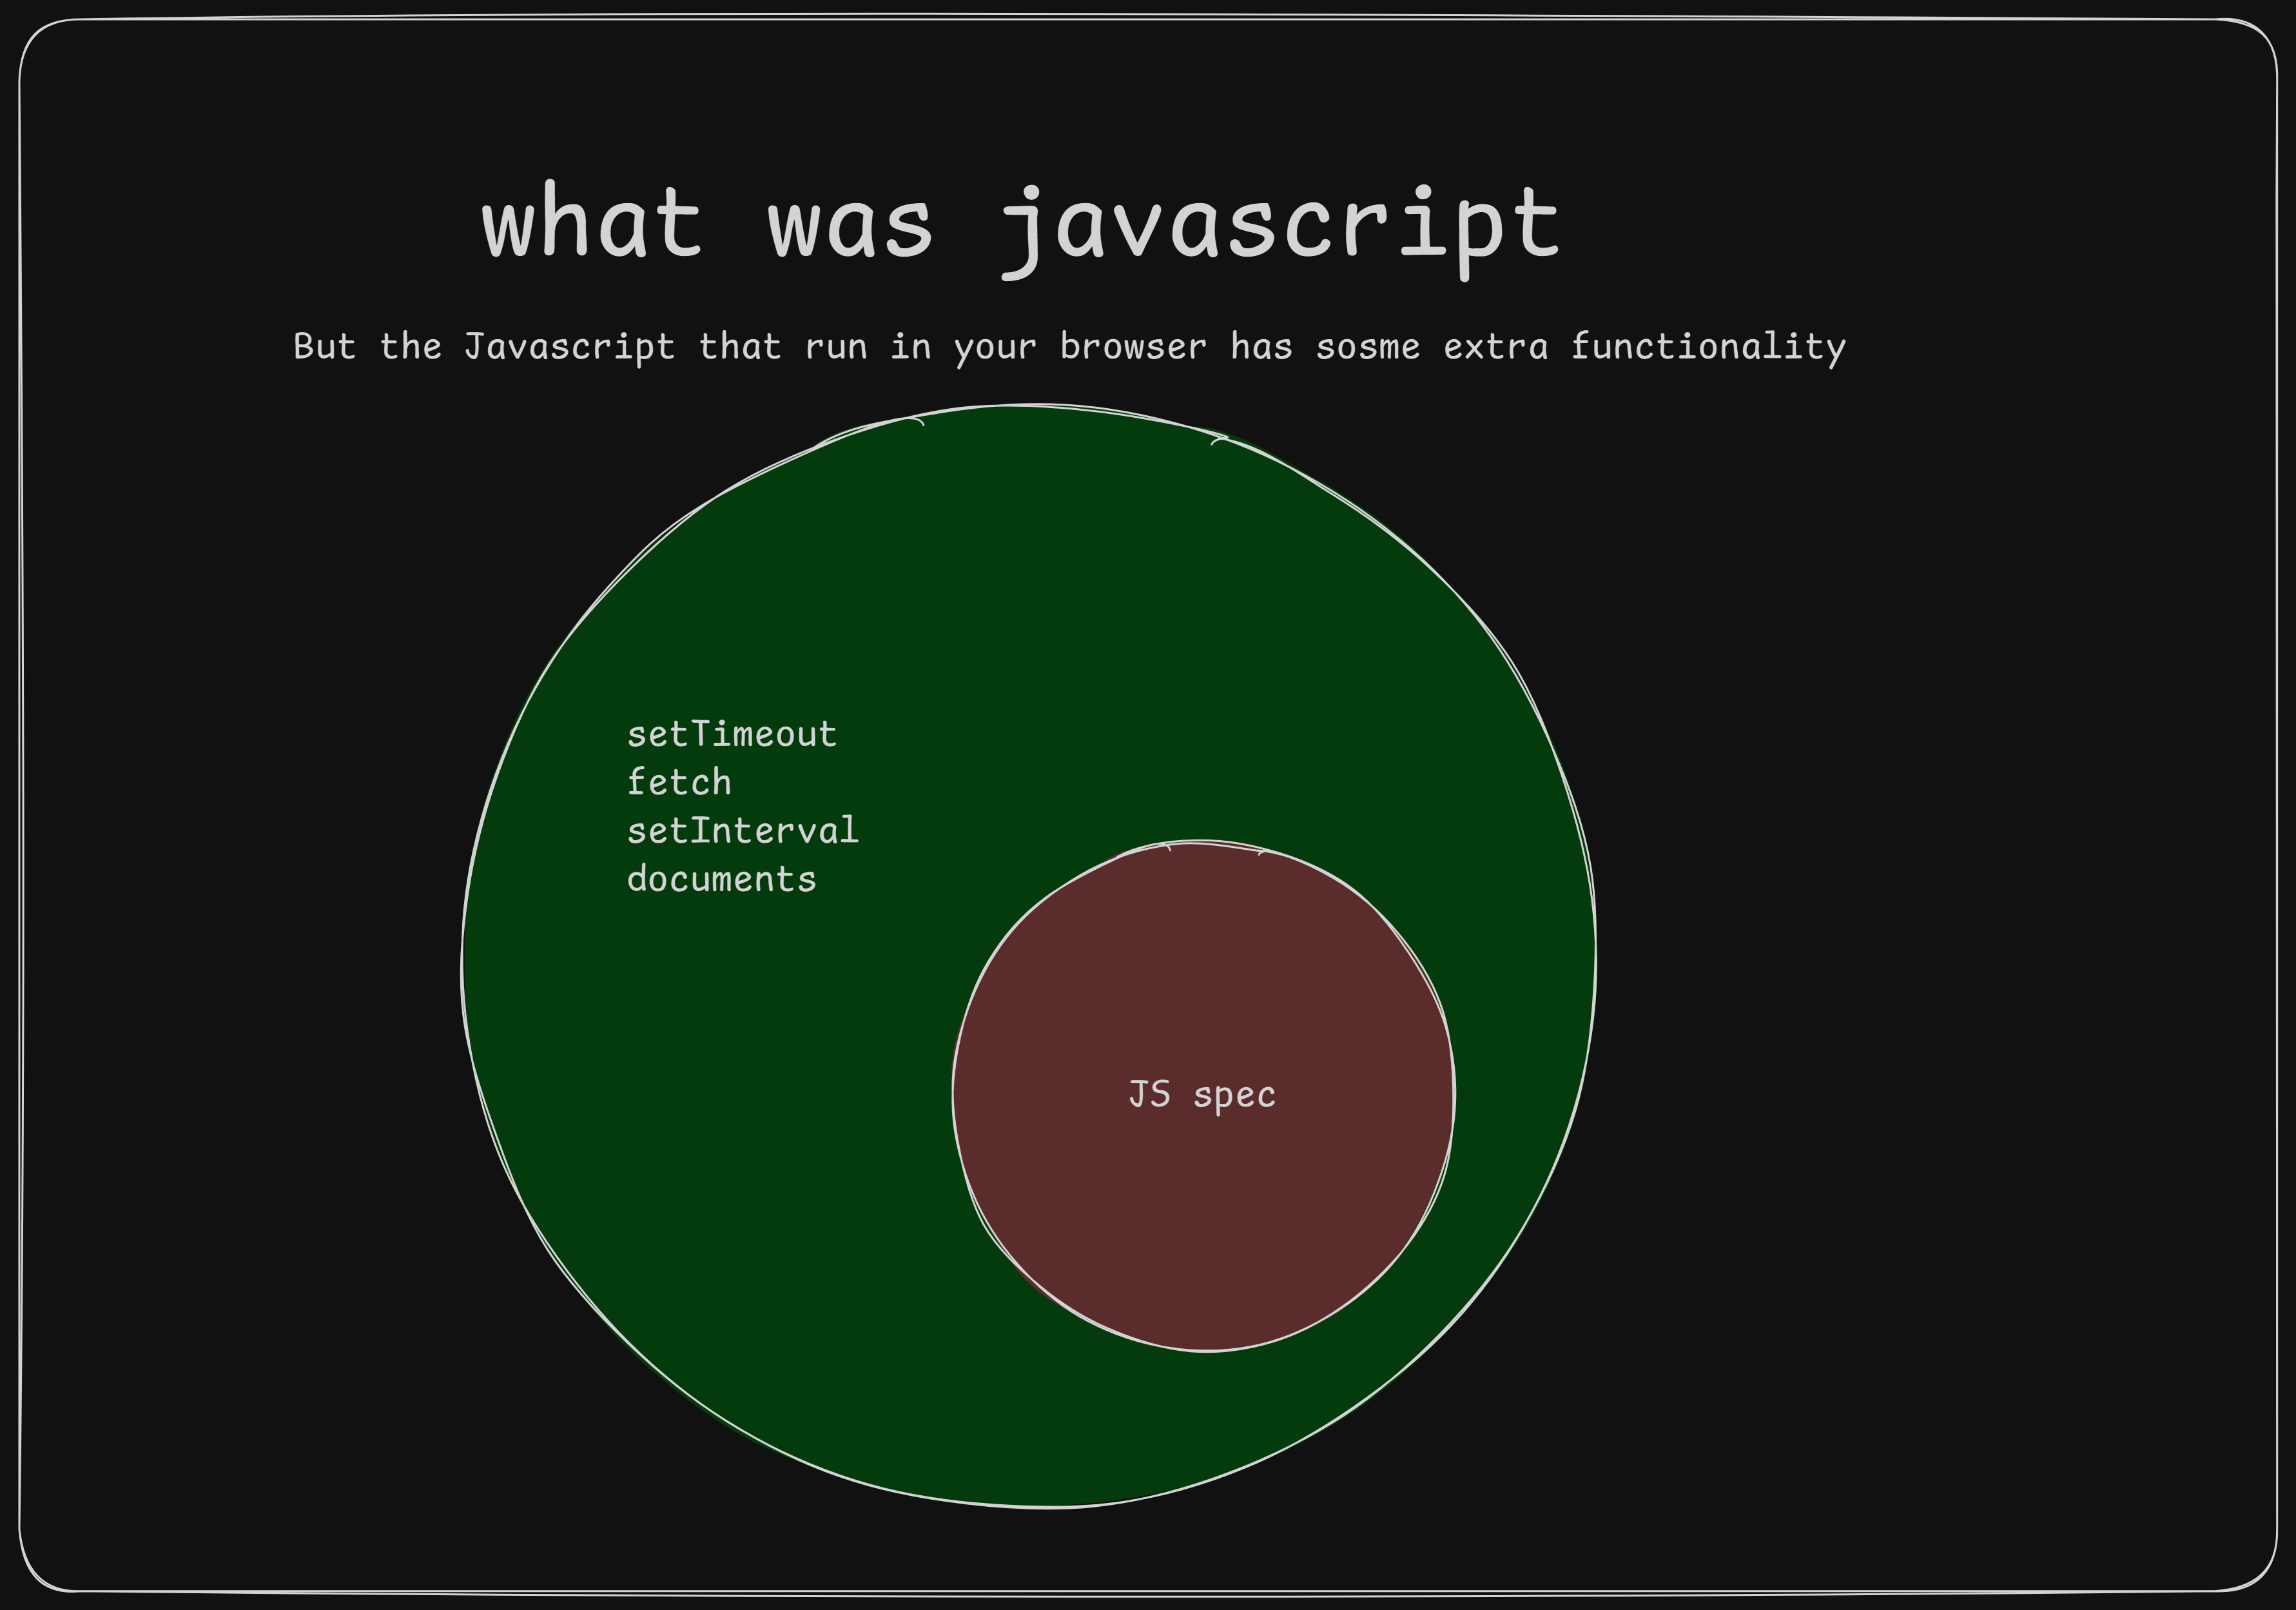 what was javascript
But the Javascript that run in your browser has sosme extra functionality
setTimeout
fetch
setInterval
documents
JS spec